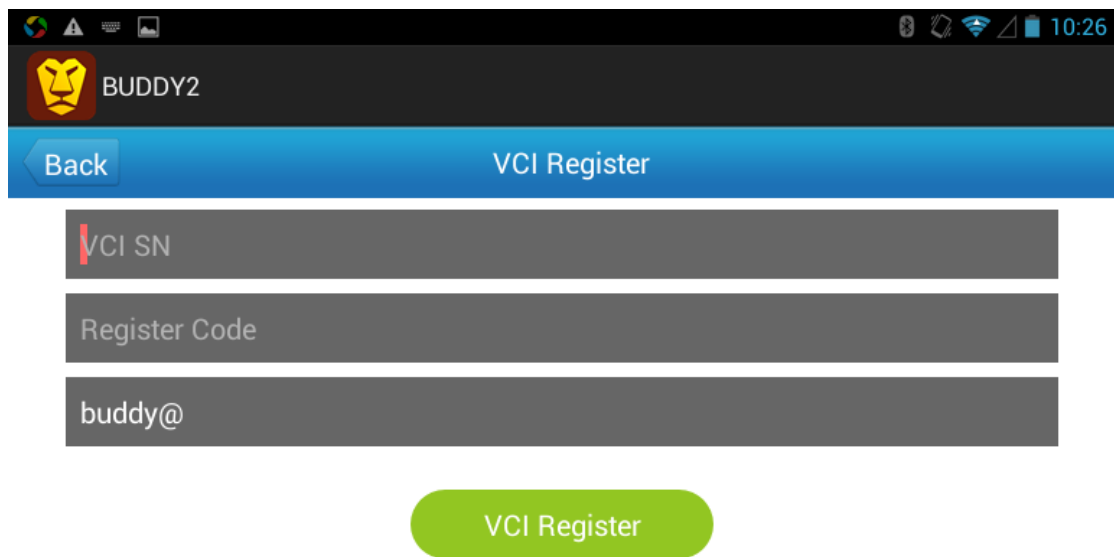 10:26
BUDDY2
Back
VCI Register
VCI SN
Register Code
buddy@
VCI Register